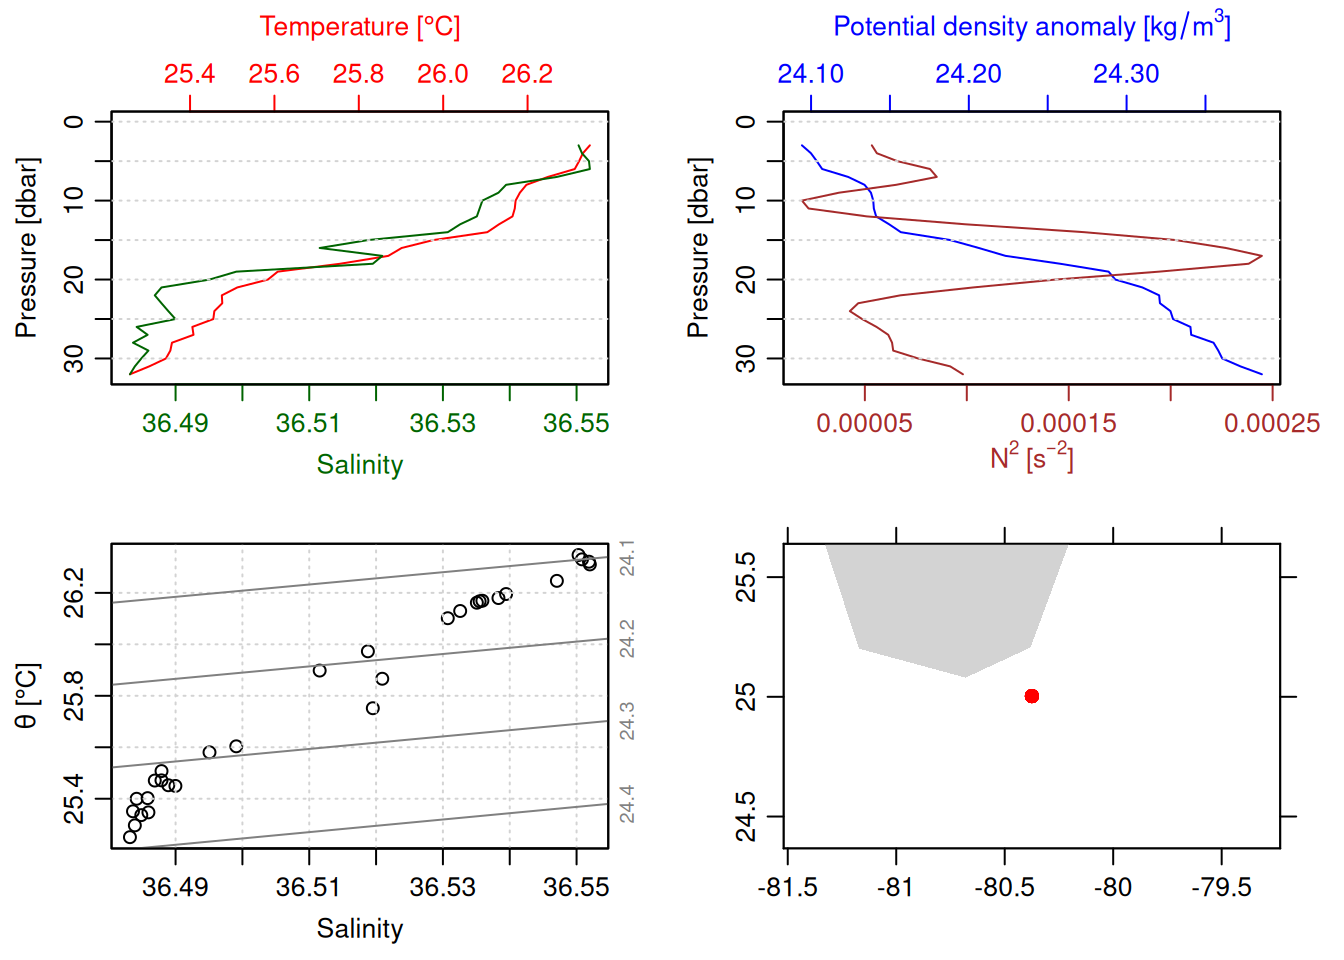 Temperature [°C]
25.4 25.6 25.8 26.0 26.2
Pressure [dbar]
0
10
20
30
36.49 36.51 36.53 36.55
Salinity
Potential density anomaly [kg/m³]
24.10 24.20 24.30
Pressure [dbar]
0
10
20
30
0.00005 0.00015 0.00025
N² [s⁻²]
θ [°C]
26.2
25.8
25.4
24.1
24.2
24.3
24.4
36.49 36.51 36.53 36.55
Salinity
25.5
25
24.5
-81.5 -81 -80.5 -80 -79.5